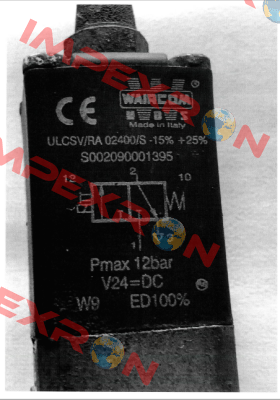 WAIRCOM
M B S
CE Made in Italy
ULCSV/RA 02400/S -15% +25%
S002090001395
2
12 10
1
Pmax 12bar
V24=DC
W9 ED100%
IMPEXRON
IMPEXRON
IMPEXRON